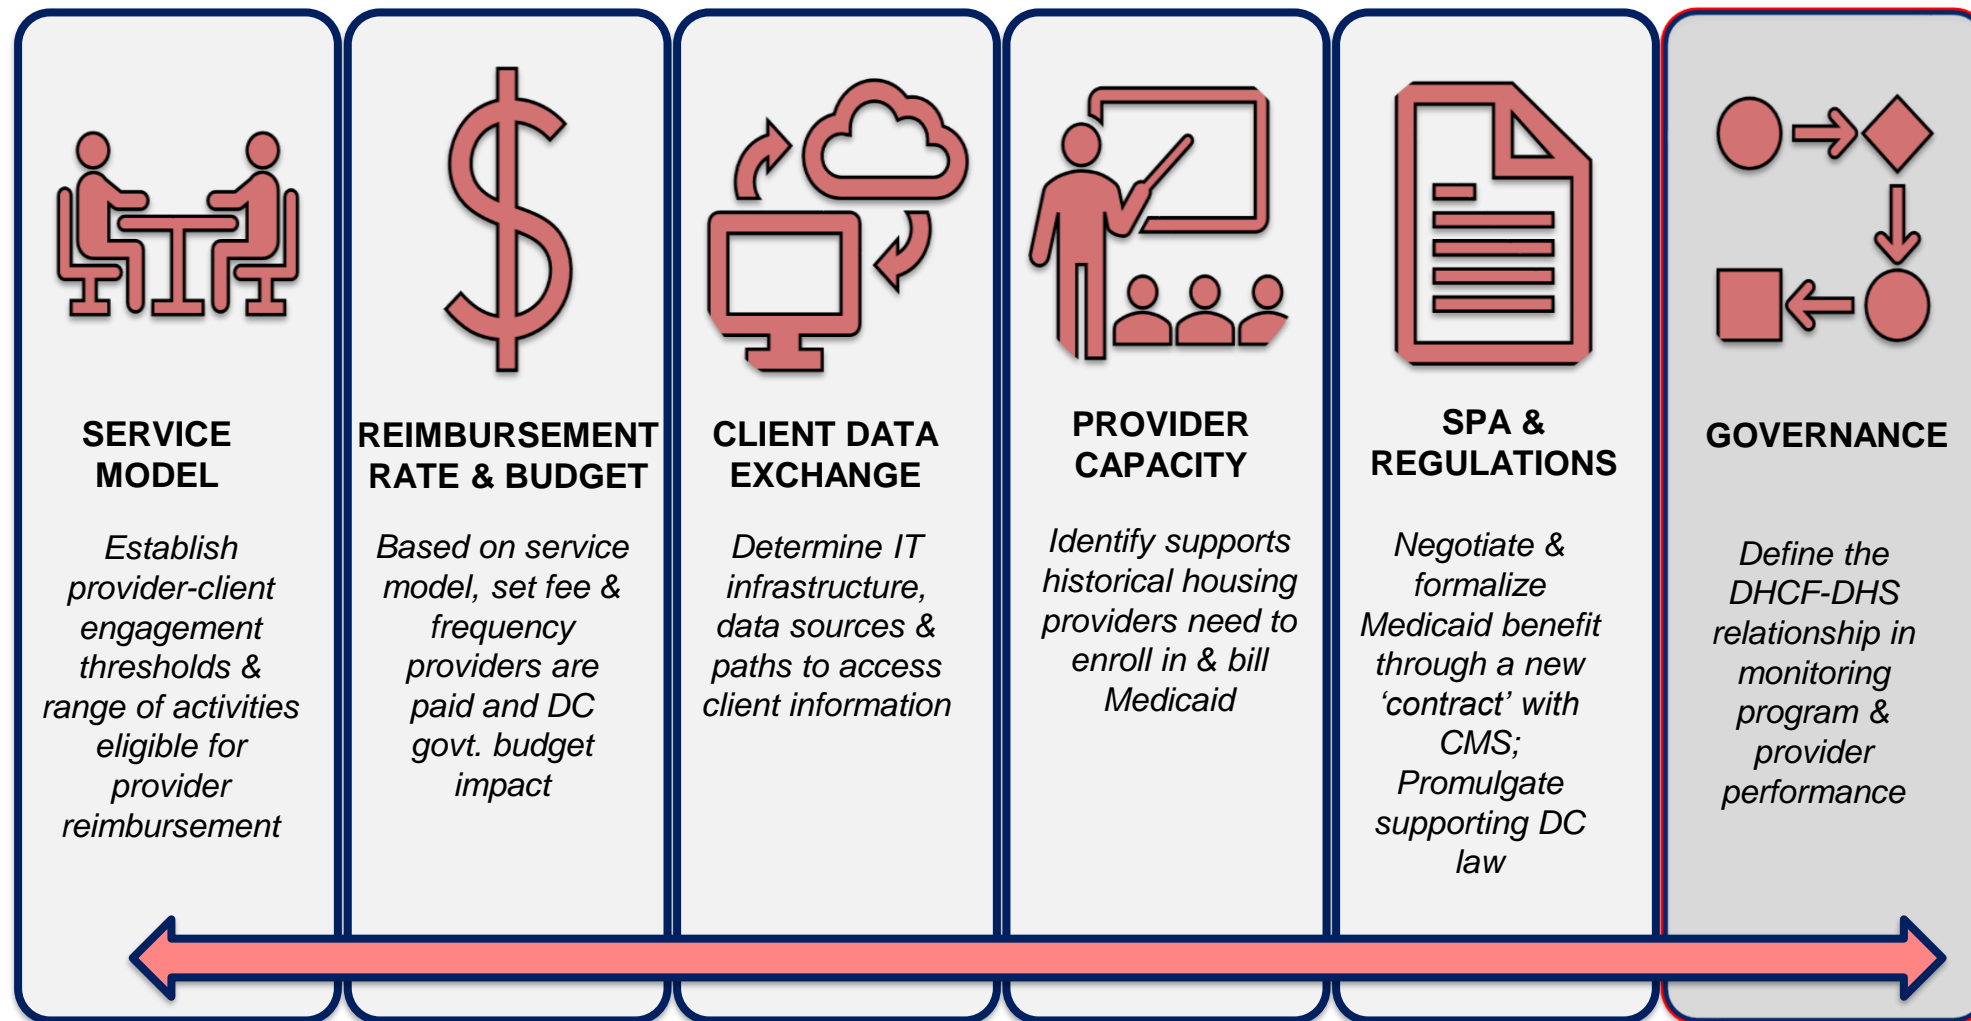 SERVICE
MODEL
Establish
provider-client
engagement
thresholds &
range of activities
eligible for
provider
reimbursement
REIMBURSEMENT
RATE & BUDGET
Based on service
model, set fee &
frequency
providers are
paid and DC
govt. budget
impact
CLIENT DATA
EXCHANGE
Determine IT
infrastructure,
data sources &
paths to access
client information
PROVIDER
CAPACITY
Identify supports
historical housing
providers need to
enroll in & bill
Medicaid
SPA &
REGULATIONS
Negotiate &
formalize
Medicaid benefit
through a new
‘contract’ with
CMS;
Promulgate
supporting DC
law
GOVERNANCE
Define the
DHCF-DHS
relationship in
monitoring
program &
provider
performance